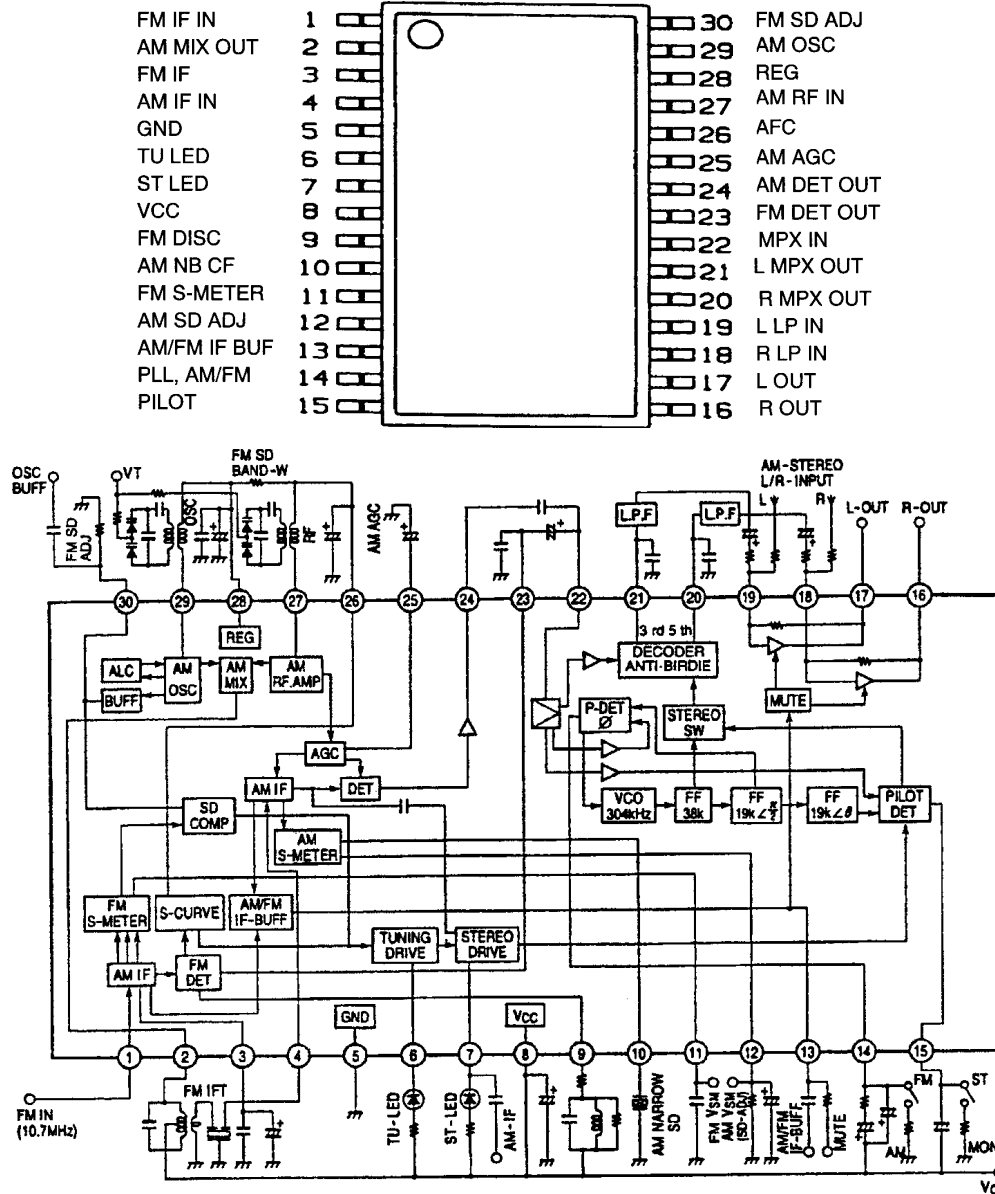 FM IF IN 1
AM MIX OUT 2
FM IF 3
AM IF IN 4
GND 5
TU LED 6
ST LED 7
VCC 8
FM DISC 9
AM NB CF 10
FM S-METER 11
AM SD ADJ 12
AM/FM IF BUF 13
PLL, AM/FM 14
PILOT 15
30 FM SD ADJ
29 AM OSC
28 REG
27 AM RF IN
26 AFC
25 AM AGC
24 AM DET OUT
23 FM DET OUT
22 MPX IN
21 L MPX OUT
20 R MPX OUT
19 L LP IN
18 R LP IN
17 L OUT
16 R OUT
OSC
BUFF
VT
FM SD
BAND-W
FM SD
ADJ
OSC
RF
AM AGC
L.P.F
L.P.F
AM-STEREO
L/R-INPUT
L
R
L-OUT
R-OUT
30 29 28 27 26 25 24 23 22 21 20 19 18 17 16
REG
ALC
BUFF
AM
OSC
AM
MIX
AM
RF.AMP
AGC
AM IF
DET
SD
COMP
AM
S-METER
3 rd 5 th
DECODER
ANTI-BIRDIE
P-DET
Ø
STEREO
SW
MUTE
VCO
304kHz
FF
38k
FF
19k∠π/2
FF
19k∠θ
PILOT
DET
FM
S-METER
S-CURVE
AM/FM
IF-BUFF
TUNING
DRIVE
STEREO
DRIVE
AM IF
FM
DET
GND
VCC
1 2 3 4 5 6 7 8 9 10 11 12 13 14 15
FM IN
(10.7MHz)
FM IFT
TU-LED
ST-LED
AM-IF
AM NARROW
SD
FM VSM
AM VSM
(SD-ADJ)
AM/FM
IF-BUFF
MUTE
FM
AM
ST
MON